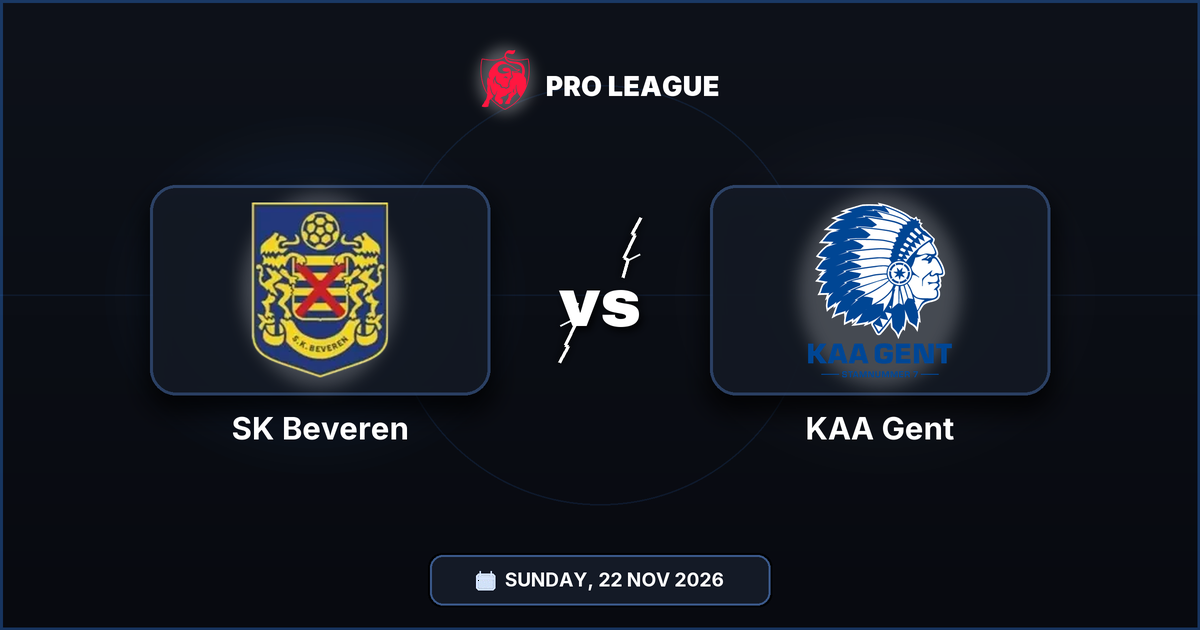 PRO LEAGUE
S.K. BEVEREN
VS
KAA GENT
SK Beveren
KAA Gent
SUNDAY, 22 NOV 2026